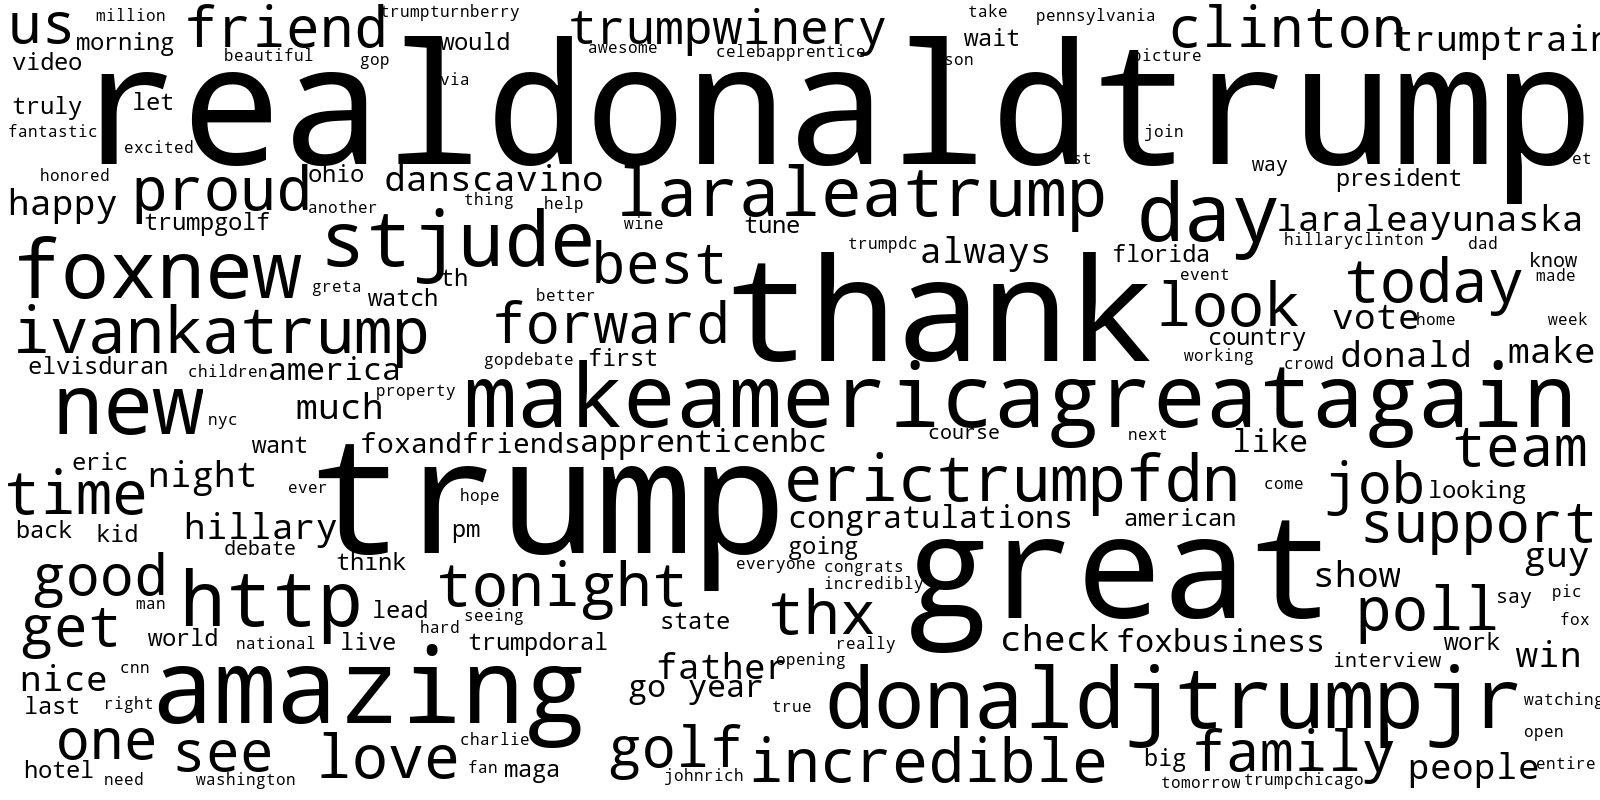 us million friend trumpturnberry trumpwinery take pennsylvania clinton
morning would awesome celebapprentice wait trumptrain
video beautiful gop via son picture
realdonaldtrump
truly let
fantastic excited join
honored proud ohio danscavino laraleatrump st way president et
happy another thing help day
trumpgolf stjude wine tune laraleayunaska
foxnew best trumpdc always florida hillaryclinton dad
greta th thank event today know
watch better look made
ivankatrump forward vote home week
elvisduran children america gopdebate first country working crowd donald make
new property makeamericagreatagain
nyc much
want foxandfriends apprenticenbc course next like team
eric night trump erictrumpfdn come job looking
time ever hope
back kid hillary pm congratulations american support
debate think going great guy
good http tonight everyone congrats show
man incredibly poll say pic
get lead seeing thx fox
world national live hard trumpdoral state really check foxbusiness work
nice cnn amazing father opening interview win
last right go year true donaldjtrumpjr watching
one see love charlie golf incredible big family open
hotel need washington fan maga johnrich tomorrow trumpchicago people entire